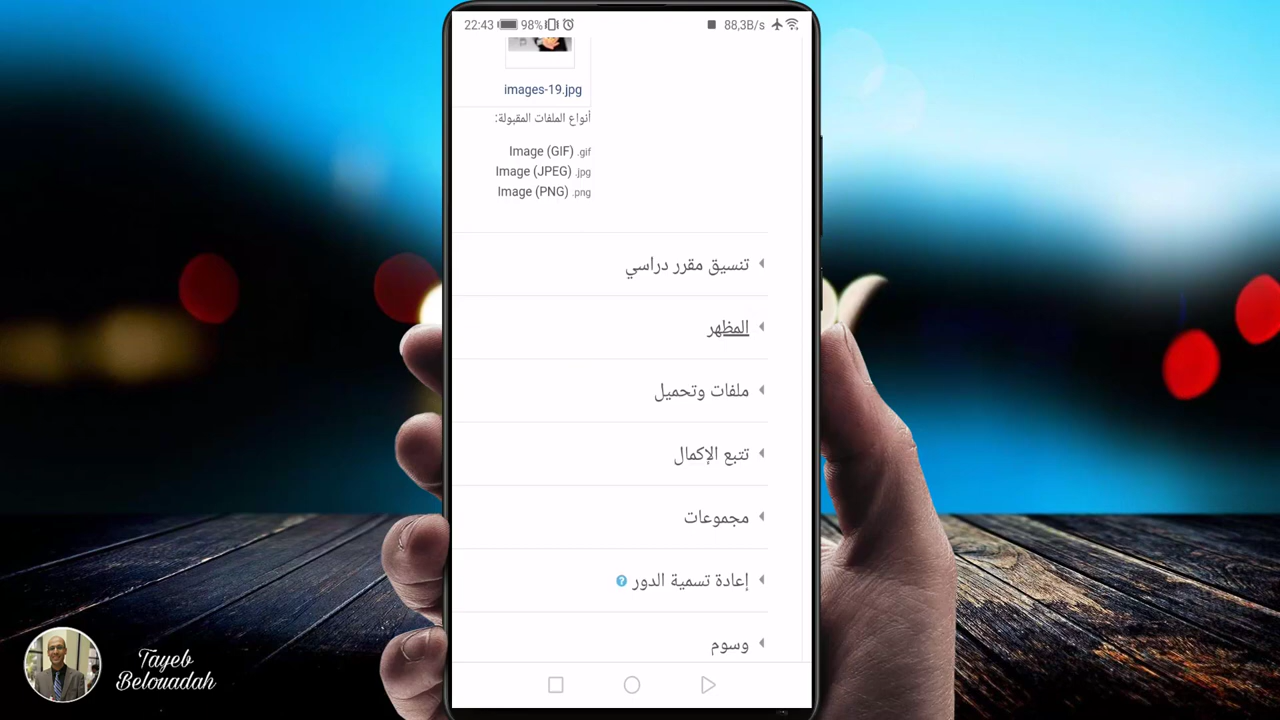 22:43 98%
88,3B/s
images-19.jpg
أنواع الملفات المقبولة:
Image (GIF) .gif
Image (JPEG) .jpg
Image (PNG) .png
تنسيق مقرر دراسي
المظهر
ملفات وتحميل
تتبع الإكمال
مجموعات
إعادة تسمية الدور ?
وسوم
Tayeb
Belouadah